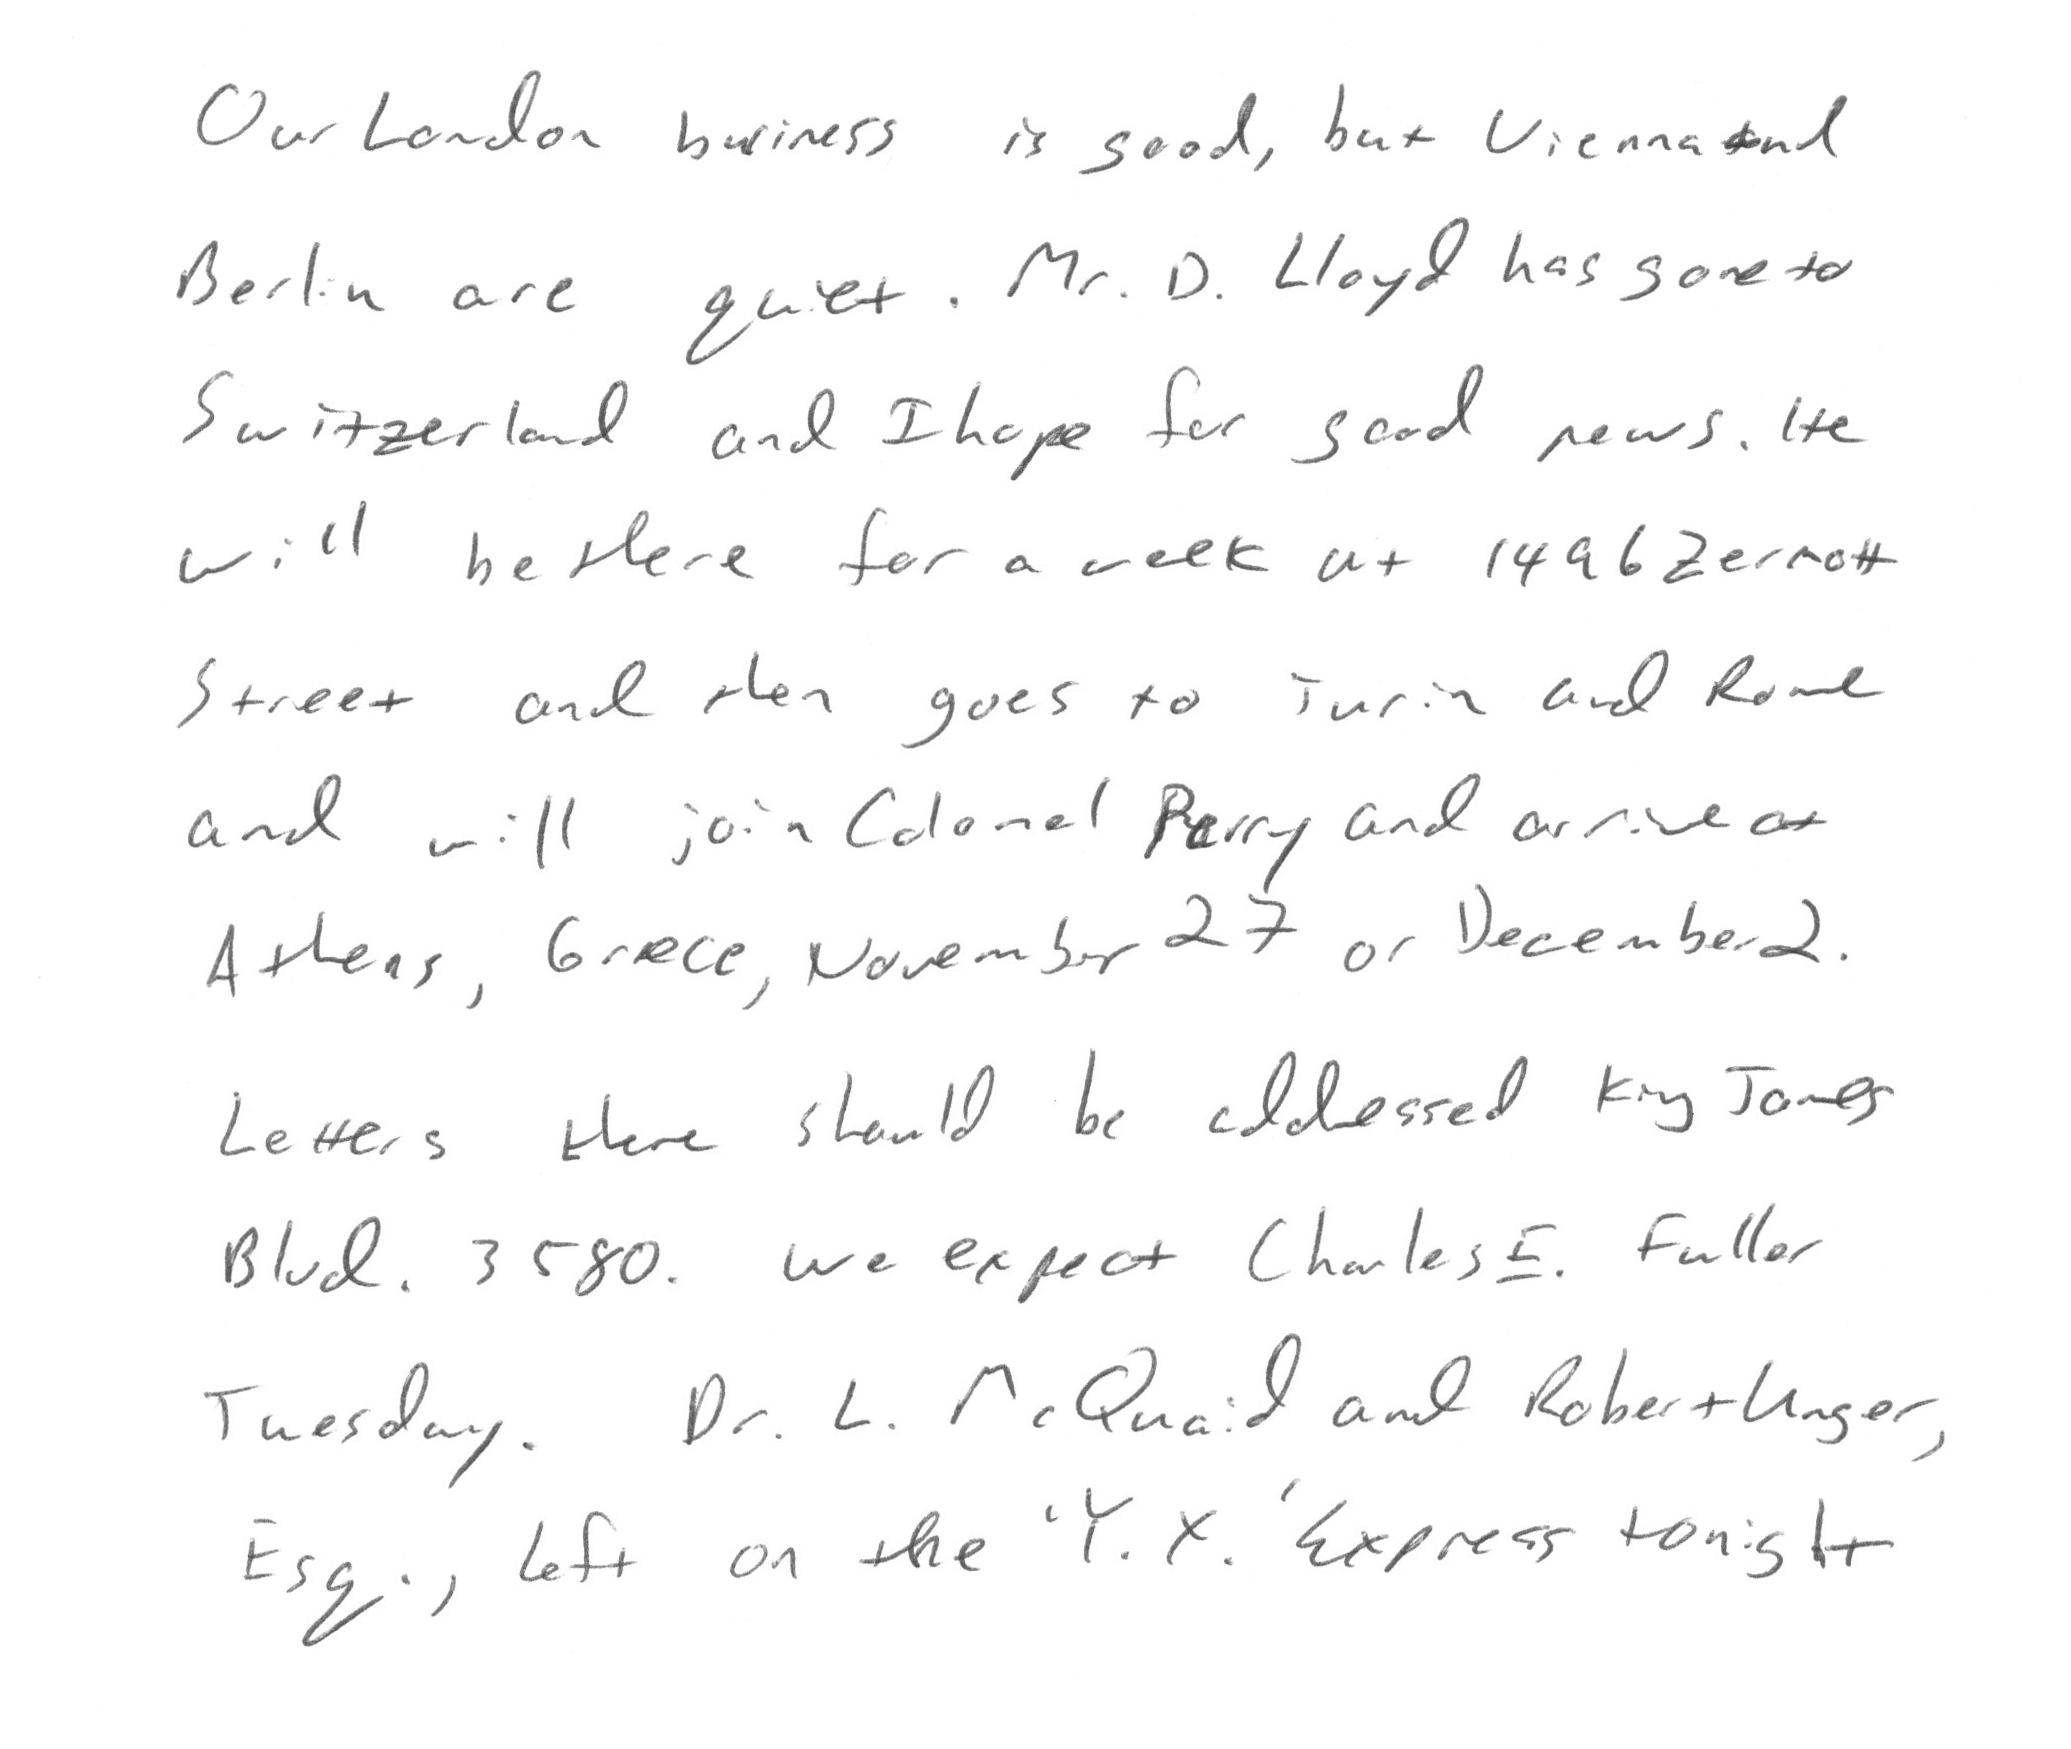 Our London business is good, but Vienna and
Berlin are quiet. Mr. D. Lloyd has gone to
Switzerland and I hope for good news. He
will be there for a week at 1496 Zermott
Street and then goes to Turin and Rome
and will join Colonel Parry and arrive at
Athens, Greece, November 27 or December 2.
Letters there should be addressed King James
Blvd. 3580. We expect Charles E. Fuller
Tuesday. Dr. L. McQuaid and Robert Unger,
Esq., left on the 'Y.X.' Express tonight